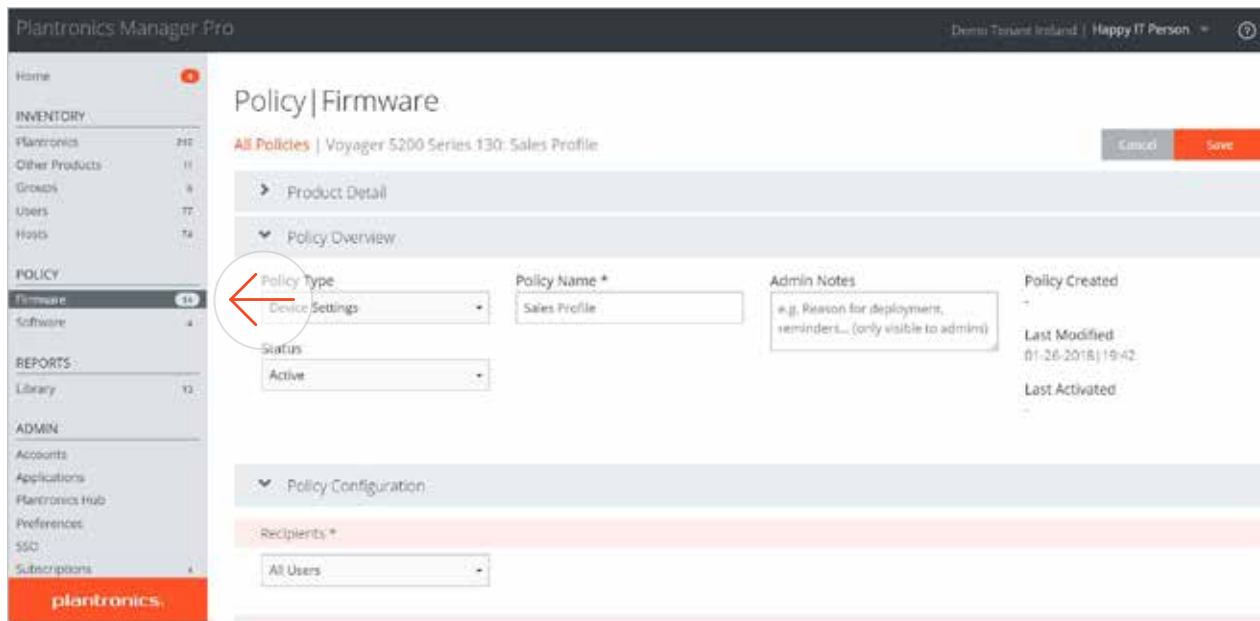 Plantronics Manager Pro
Demo Tenant Ireland | Happy IT Person
Home
INVENTORY
Plantronics
Other Products 11
Groups
Users 77
Hosts
POLICY
Firmware
Software 4
REPORTS
Library
ADMIN
Accounts
Applications
Plantronics Hub
Preferences
SSO
Subscriptions
plantronics.
Policy|Firmware
All Policies | Voyager 5200 Series 130: Sales Profile
Cancel Save
Product Detail
Policy Overview
Policy Type
Device Settings
Status
Active
Policy Name *
Sales Profile
Admin Notes
e.g. Reason for deployment,
reminders... (only visible to admins)
Policy Created
-
Last Modified
01-26-2018|19:42
Last Activated
-
Policy Configuration
Recipients *
All Users